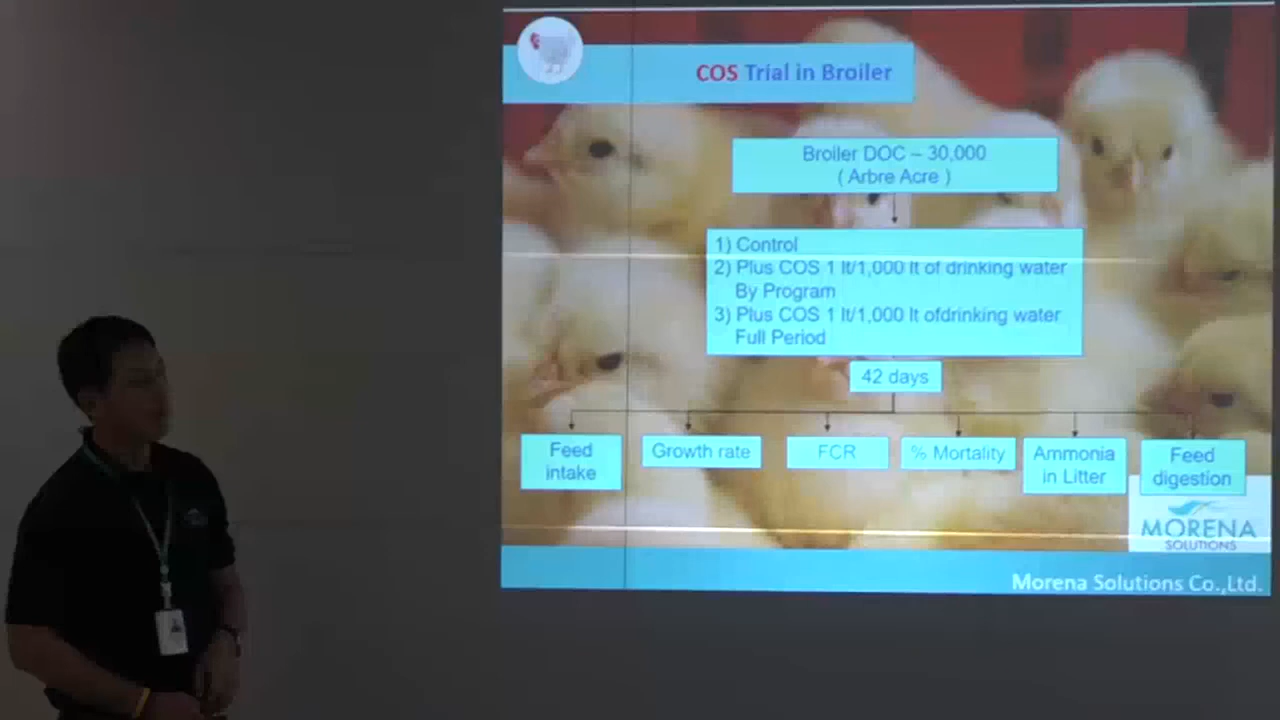 COS Trial in Broiler
Broiler DOC – 30,000
( Arbre Acre )
1) Control
2) Plus COS 1 lt/1,000 lt of drinking water
By Program
3) Plus COS 1 lt/1,000 lt ofdrinking water
Full Period
42 days
Feed
intake
Growth rate
FCR
% Mortality
Ammonia
in Litter
Feed
digestion
MORENA
SOLUTIONS
Morena Solutions Co.,Ltd.